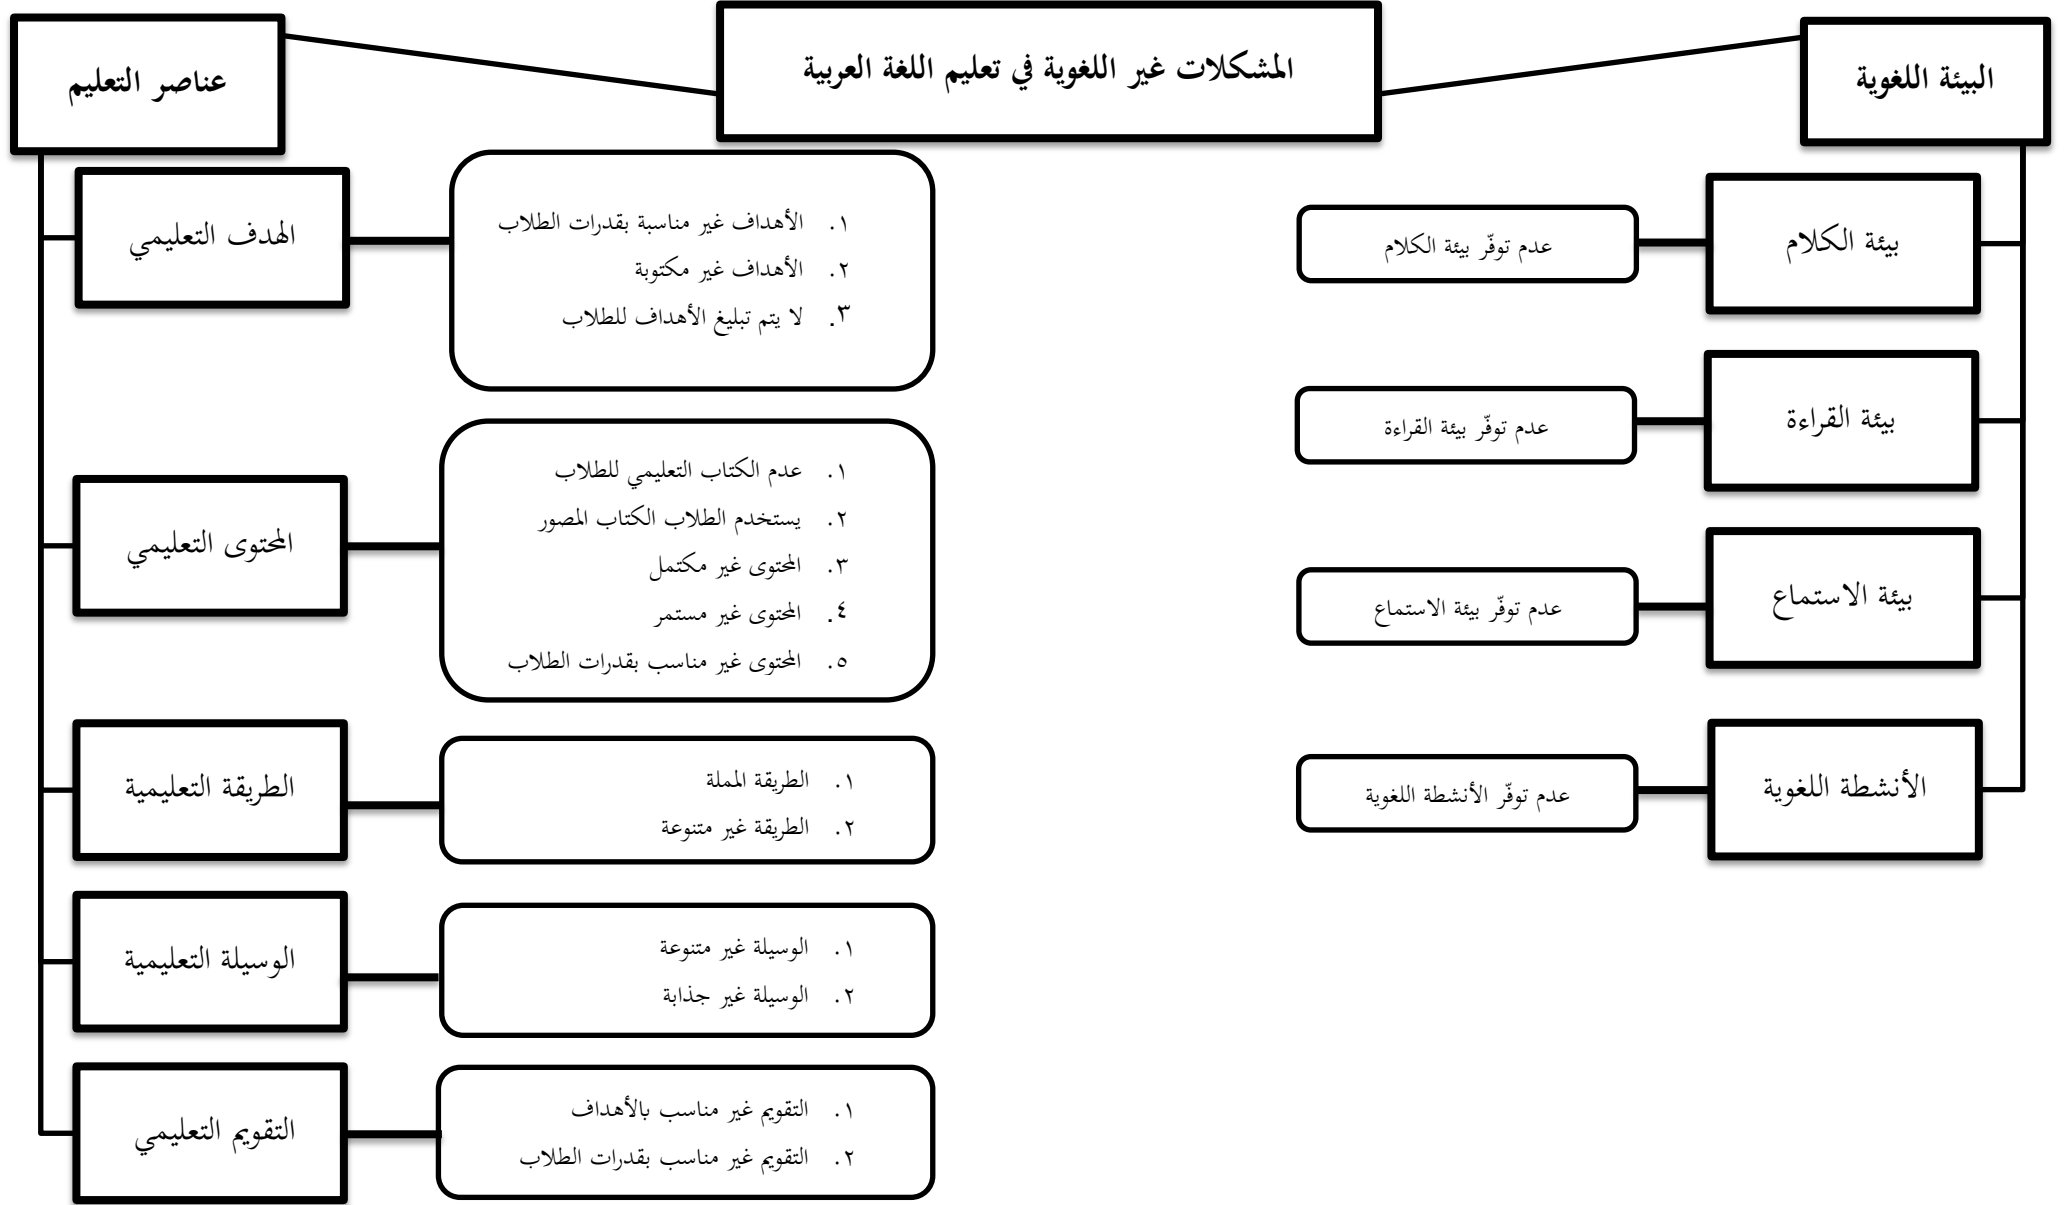 المشكلات غير اللغوية في تعليم اللغة العربية
البيئة اللغوية
بيئة الكلام
عدم توفّر بيئة الكلام
بيئة القراءة
عدم توفّر بيئة القراءة
بيئة الاستماع
عدم توفّر بيئة الاستماع
الأنشطة اللغوية
عدم توفّر الأنشطة اللغوية
عناصر التعليم
الهدف التعليمي
١. الأهداف غير مناسبة بقدرات الطلاب
٢. الأهداف غير مكتوبة
٣. لا يتم تبليغ الأهداف للطلاب
المحتوى التعليمي
١. عدم الكتاب التعليمي للطلاب
٢. يستخدم الطلاب الكتاب المصور
٣. المحتوى غير مكتمل
٤. المحتوى غير مستمر
٥. المحتوى غير مناسب بقدرات الطلاب
الطريقة التعليمية
١. الطريقة المملة
٢. الطريقة غير متنوعة
الوسيلة التعليمية
١. الوسيلة غير متنوعة
٢. الوسيلة غير جذابة
التقويم التعليمي
١. التقويم غير مناسب بالأهداف
٢. التقويم غير مناسب بقدرات الطلاب